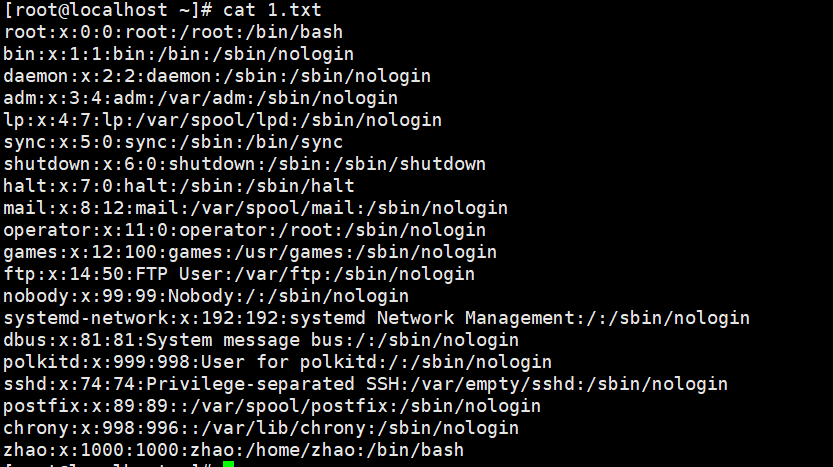 [root@localhost ~]# cat 1.txt
root:x:0:0:root:/root:/bin/bash
bin:x:1:1:bin:/bin:/sbin/nologin
daemon:x:2:2:daemon:/sbin:/sbin/nologin
adm:x:3:4:adm:/var/adm:/sbin/nologin
lp:x:4:7:lp:/var/spool/lpd:/sbin/nologin
sync:x:5:0:sync:/sbin:/bin/sync
shutdown:x:6:0:shutdown:/sbin:/sbin/shutdown
halt:x:7:0:halt:/sbin:/sbin/halt
mail:x:8:12:mail:/var/spool/mail:/sbin/nologin
operator:x:11:0:operator:/root:/sbin/nologin
games:x:12:100:games:/usr/games:/sbin/nologin
ftp:x:14:50:FTP User:/var/ftp:/sbin/nologin
nobody:x:99:99:Nobody:/:/sbin/nologin
systemd-network:x:192:192:systemd Network Management:/:/sbin/nologin
dbus:x:81:81:System message bus:/:/sbin/nologin
polkitd:x:999:998:User for polkitd:/:/sbin/nologin
sshd:x:74:74:Privilege-separated SSH:/var/empty/sshd:/sbin/nologin
postfix:x:89:89::/var/spool/postfix:/sbin/nologin
chrony:x:998:996::/var/lib/chrony:/sbin/nologin
zhao:x:1000:1000:zhao:/home/zhao:/bin/bash
[root@localhost ~]#